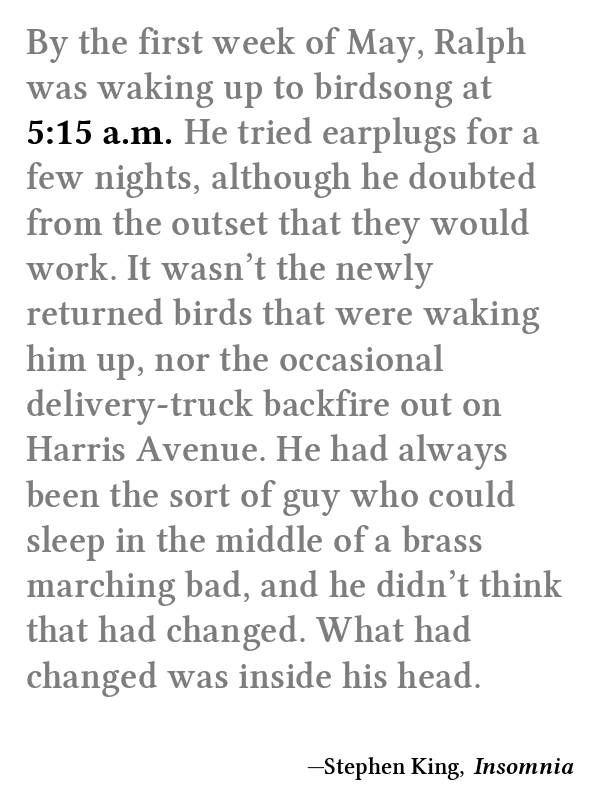 By the first week of May, Ralph
was waking up to birdsong at
5:15 a.m. He tried earplugs for a
few nights, although he doubted
from the outset that they would
work. It wasn’t the newly
returned birds that were waking
him up, nor the occasional
delivery-truck backfire out on
Harris Avenue. He had always
been the sort of guy who could
sleep in the middle of a brass
marching bad, and he didn’t think
that had changed. What had
changed was inside his head.
—Stephen King, Insomnia